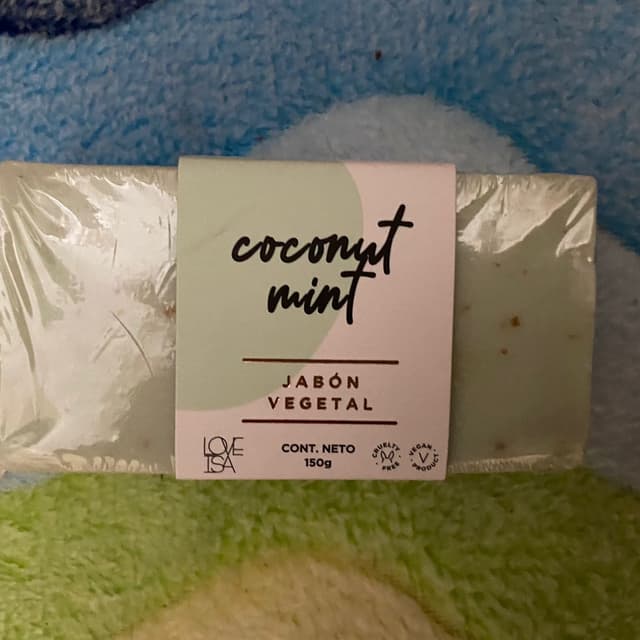 coconut
mint
JABÓN
VEGETAL
LOVE
ISA
CONT. NETO
150g
CRUELTY
FREE
VEGAN
V
PRODUCT